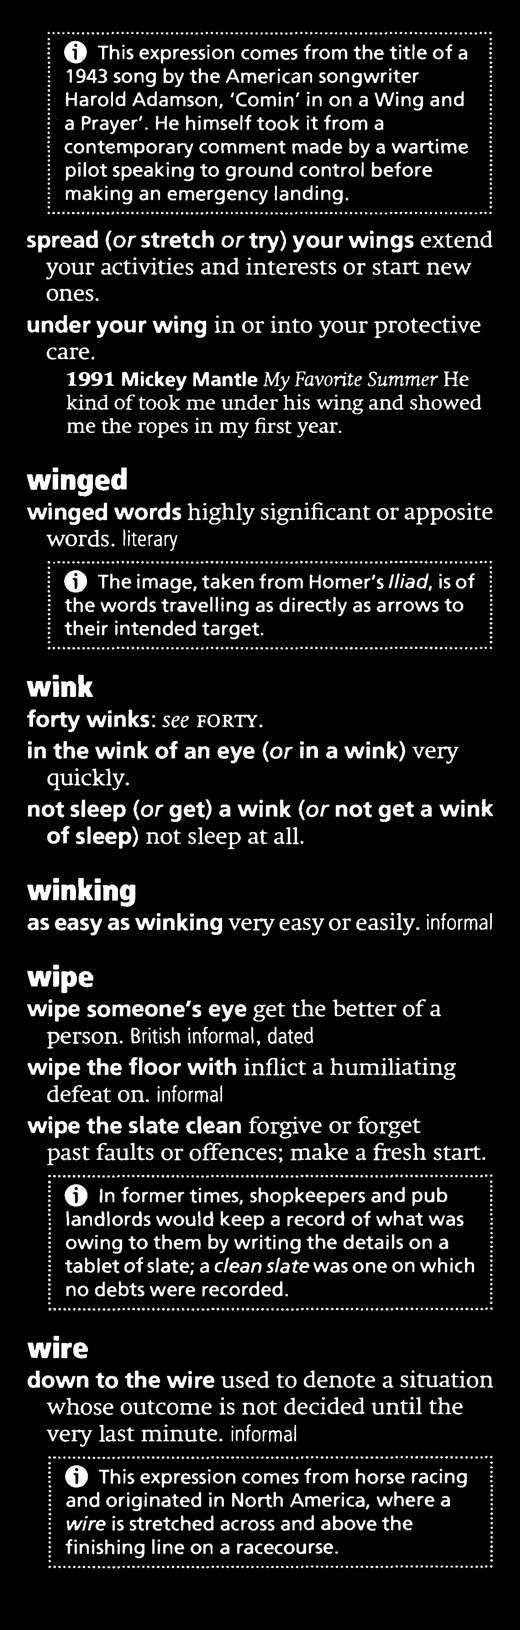 This expression comes from the title of a
1943 song by the American songwriter
Harold Adamson, 'Comin' in on a Wing and
a Prayer'. He himself took it from a
contemporary comment made by a wartime
pilot speaking to ground control before
making an emergency landing.
spread (or stretch or try) your wings extend
your activities and interests or start new
ones.
under your wing in or into your protective
care.
1991 Mickey Mantle My Favorite Summer He
kind of took me under his wing and showed
me the ropes in my first year.
winged
winged words highly significant or apposite
words. literary
The image, taken from Homer's Iliad, is of
the words travelling as directly as arrows to
their intended target.
wink
forty winks: see FORTY.
in the wink of an eye (or in a wink) very
quickly.
not sleep (or get) a wink (or not get a wink
of sleep) not sleep at all.
winking
as easy as winking very easy or easily. informal
wipe
wipe someone's eye get the better of a
person. British informal, dated
wipe the floor with inflict a humiliating
defeat on. informal
wipe the slate clean forgive or forget
past faults or offences; make a fresh start.
In former times, shopkeepers and pub
landlords would keep a record of what was
owing to them by writing the details on a
tablet of slate; a clean slate was one on which
no debts were recorded.
wire
down to the wire used to denote a situation
whose outcome is not decided until the
very last minute. informal
This expression comes from horse racing
and originated in North America, where a
wire is stretched across and above the
finishing line on a racecourse.